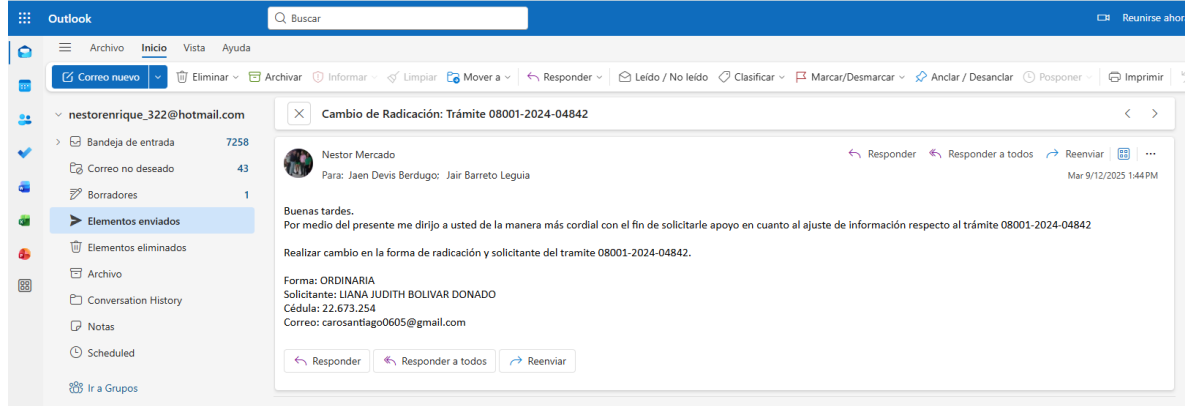 Outlook
Buscar
Reunirse ahor
Archivo Inicio Vista Ayuda
Correo nuevo Eliminar Archivar Informar Limpiar Mover a Responder Leído / No leído Clasificar Marcar/Desmarcar Anclar / Desanclar Posponer Imprimir
nestorenrique_322@hotmail.com
Bandeja de entrada 7258
Correo no deseado 43
Borradores 1
Elementos enviados
Elementos eliminados
Archivo
Conversation History
Notas
Scheduled
Ir a Grupos
Cambio de Radicación: Trámite 08001-2024-04842
Nestor Mercado
Responder Responder a todos Reenviar
Para: Jaen Devis Berdugo; Jair Barreto Leguia
Mar 9/12/2025 1:44 PM
Buenas tardes.
Por medio del presente me dirijo a usted de la manera más cordial con el fin de solicitarle apoyo en cuanto al ajuste de información respecto al trámite 08001-2024-04842
Realizar cambio en la forma de radicación y solicitante del tramite 08001-2024-04842.
Forma: ORDINARIA
Solicitante: LIANA JUDITH BOLIVAR DONADO
Cédula: 22.673.254
Correo: carosantiago0605@gmail.com
Responder Responder a todos Reenviar